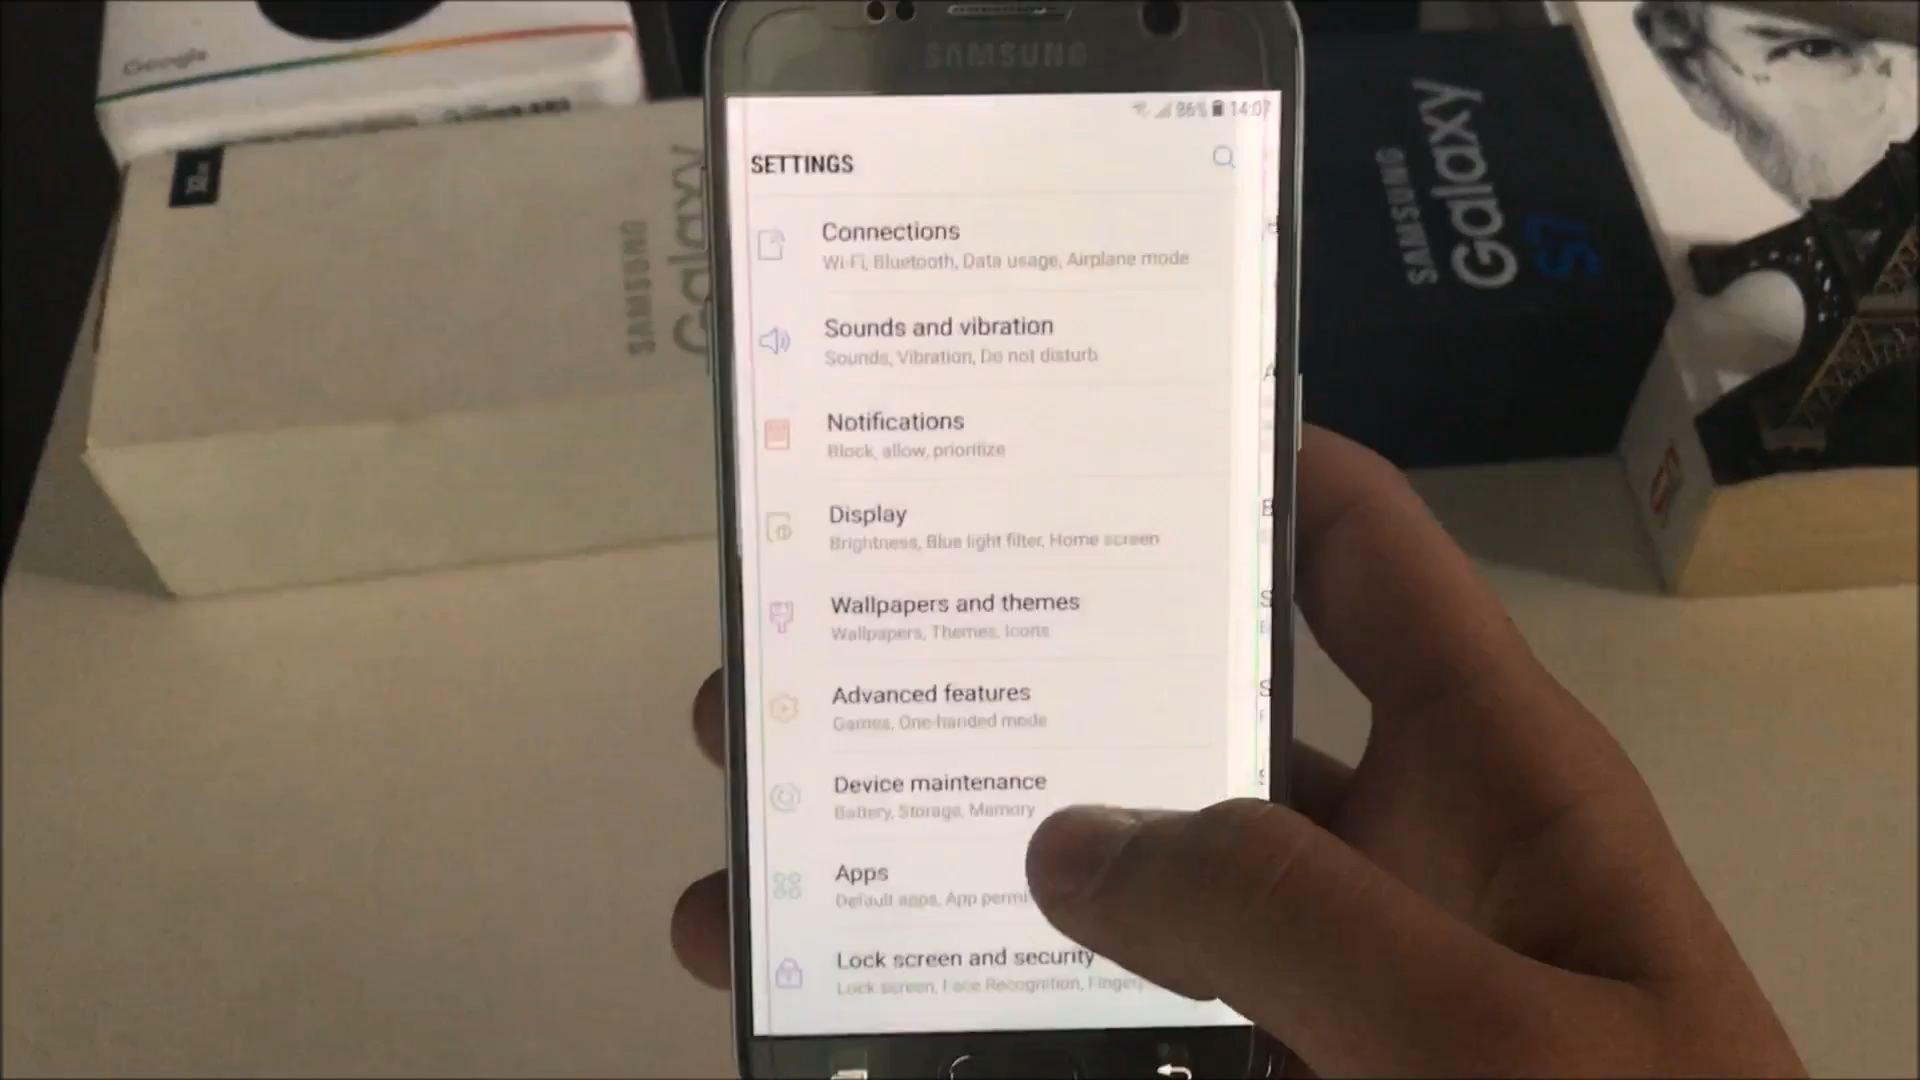 Google
32GB
SAMSUNG
Galaxy
SAMSUNG
86% 14:07
SETTINGS
Connections
Wi-Fi, Bluetooth, Data usage, Airplane mode
Sounds and vibration
Sounds, Vibration, Do not disturb
Notifications
Block, allow, prioritize
Display
Brightness, Blue light filter, Home screen
Wallpapers and themes
Wallpapers, Themes, Icons
Advanced features
Games, One-handed mode
Device maintenance
Battery, Storage, Memory
Apps
Default apps, App permi
Lock screen and security
Lock screen, Face Recognition, Finger
SAMSUNG
Galaxy S7